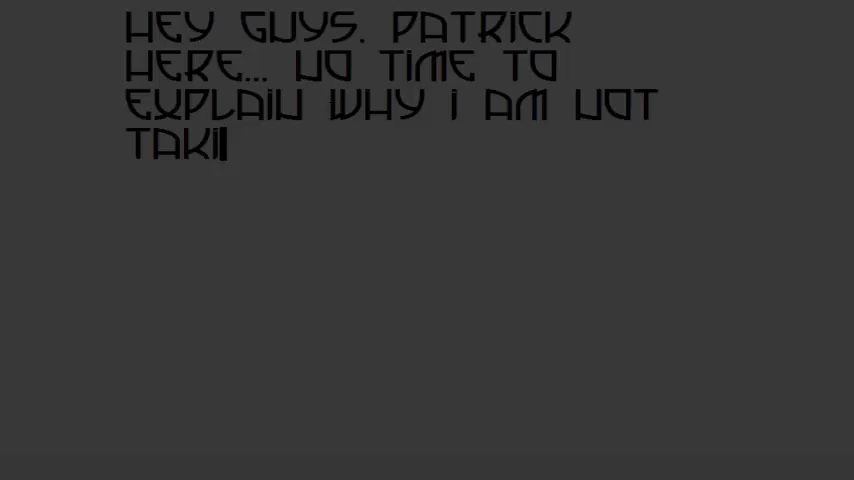 HEY GUYS. PATRICK
HERE... NO TIME TO
EXPLAIN WHY I AM NOT
TAKI